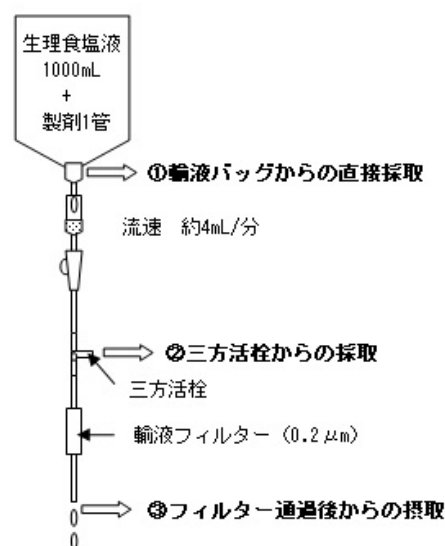 生理食塩液
1000mL
+
製剤1管
①輸液バッグからの直接採取
流速 約4mL/分
②三方活栓からの採取
三方活栓
輸液フィルター（0.2μm）
③フィルター通過後からの摂取